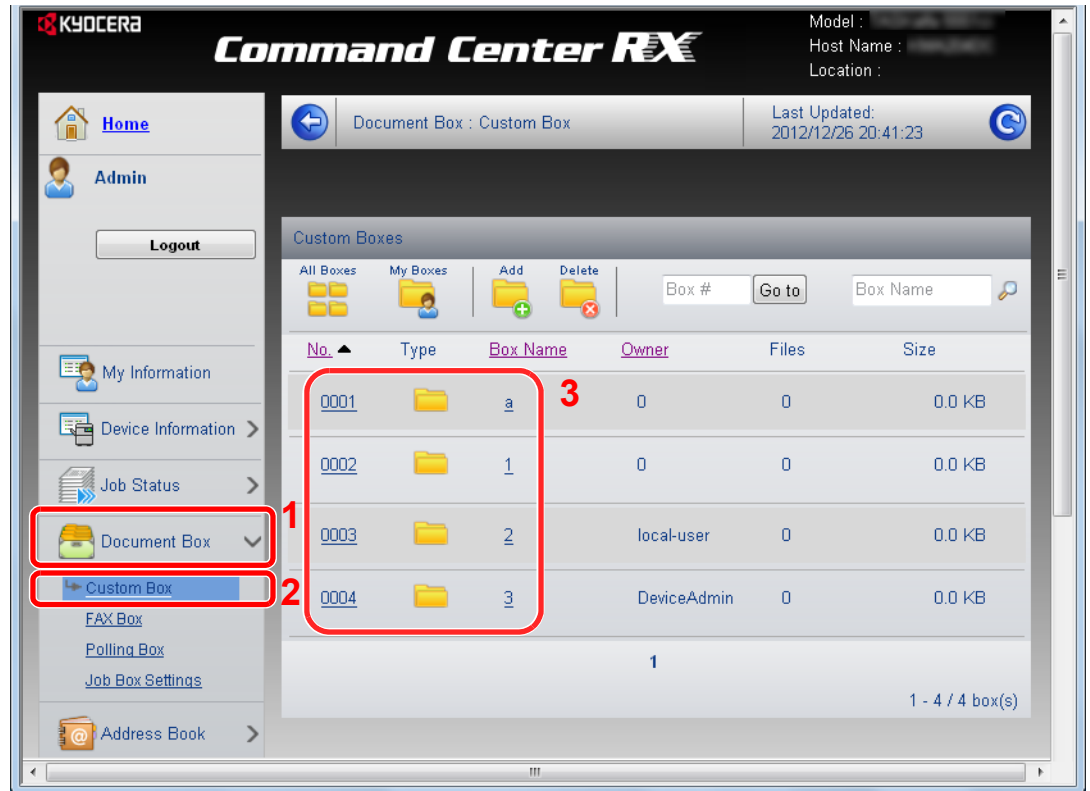 KYOCERA
Command Center RX
Model :
Host Name :
Location :
Home
Admin
Logout
My Information
Device Information
Job Status
Document Box
1
Custom Box
2
FAX Box
Polling Box
Job Box Settings
Address Book
Document Box : Custom Box
Last Updated:
2012/12/26 20:41:23
Custom Boxes
All Boxes My Boxes Add Delete
Box # Go to Box Name
No. Type Box Name Owner Files Size
3
0001 a 0 0 0.0 KB
0002 1 0 0 0.0 KB
0003 2 local-user 0 0.0 KB
0004 3 DeviceAdmin 0 0.0 KB
1
1 - 4 / 4 box(s)